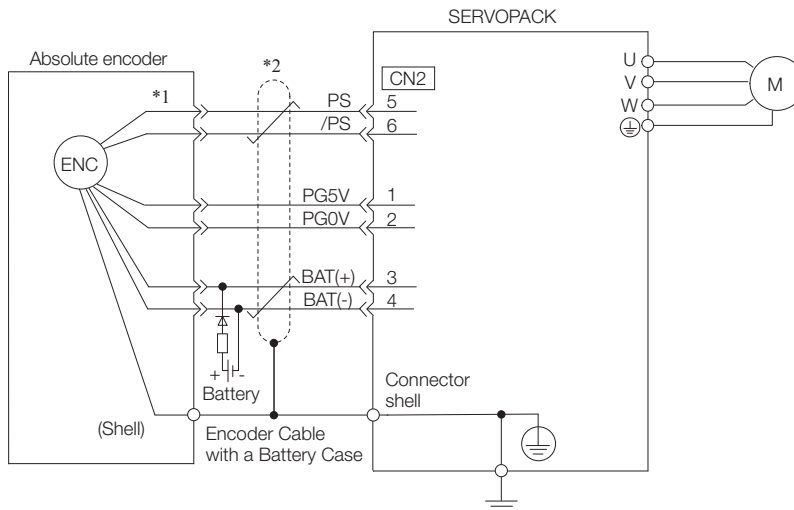 SERVOPACK
Absolute encoder
*1
*2
CN2
U
V
W
M
PS 5
/PS 6
ENC
PG5V 1
PG0V 2
BAT(+) 3
BAT(-) 4
+ -
Battery
Connector
shell
(Shell)
Encoder Cable
with a Battery Case